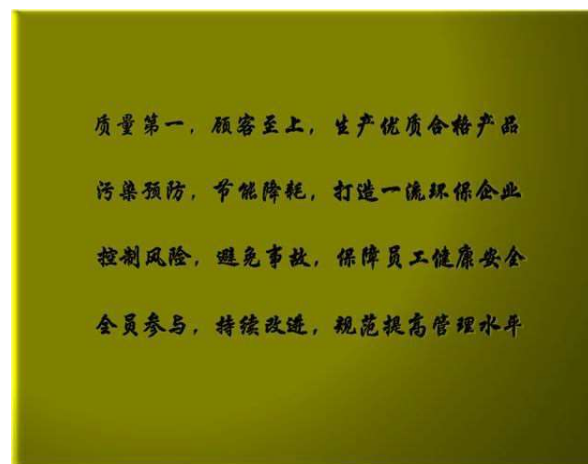 质量第一，顾客至上，生产优质合格产品
污染预防，节能降耗，打造一流环保企业
控制风险，避免事故，保障员工健康安全
全员参与，持续改进，规范提高管理水平